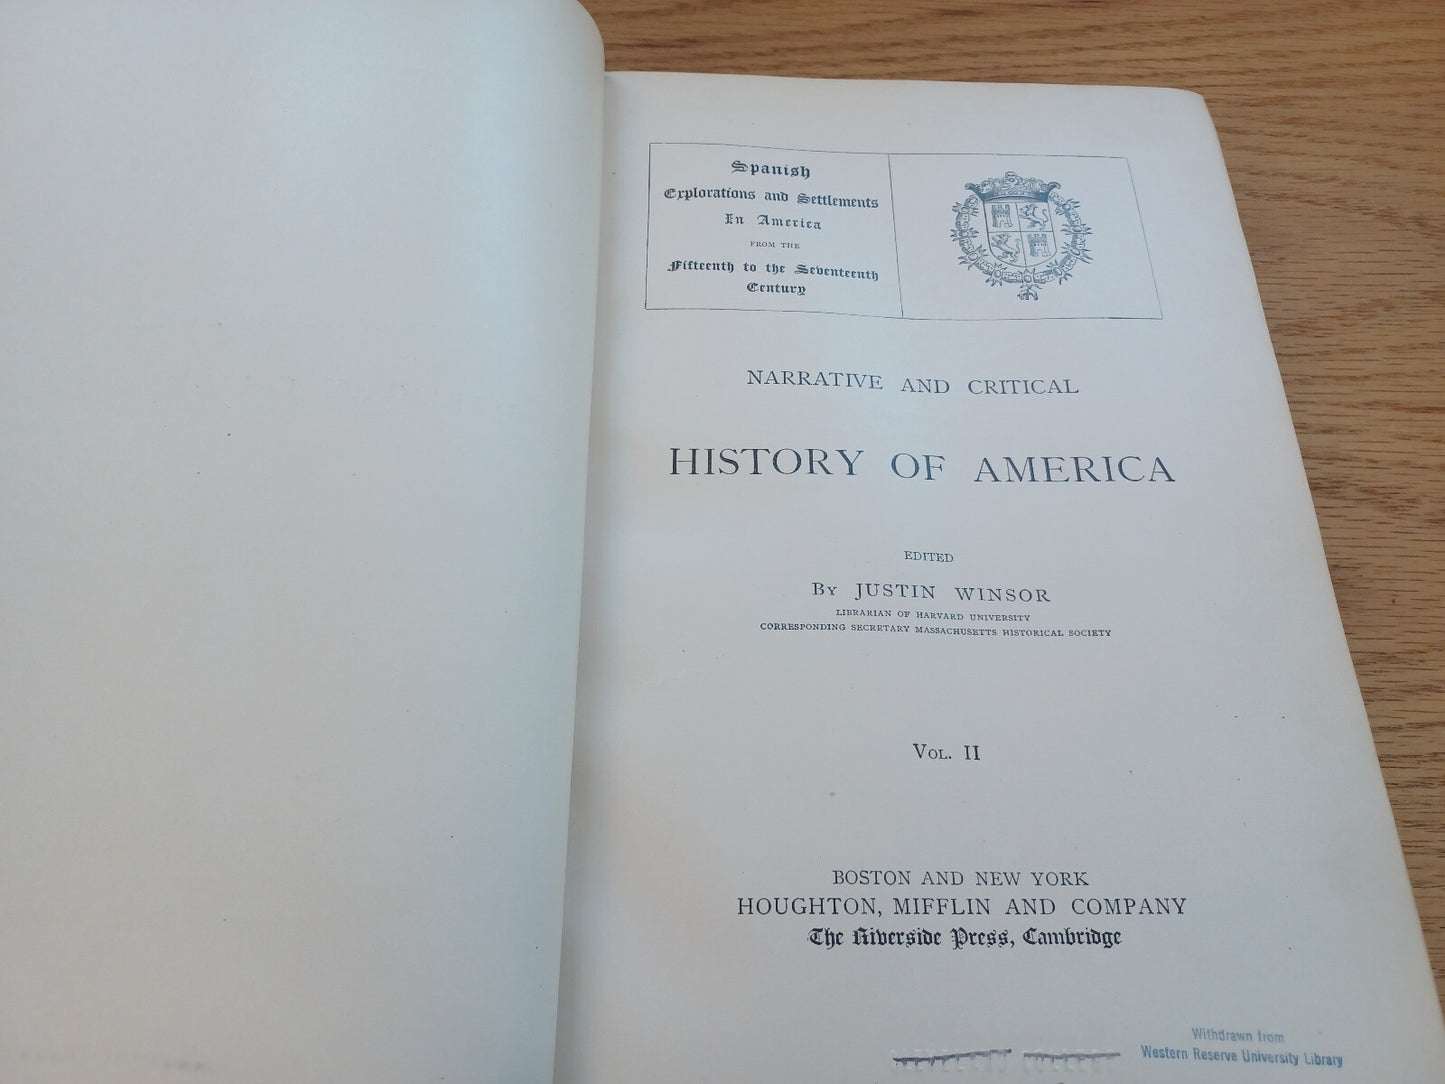 Spanish
Explorations and Settlements
In America
FROM THE
Fifteenth to the Seventeenth
Century
NARRATIVE AND CRITICAL
HISTORY OF AMERICA
EDITED
BY JUSTIN WINSOR
LIBRARIAN OF HARVARD UNIVERSITY
CORRESPONDING SECRETARY MASSACHUSETTS HISTORICAL SOCIETY
VOL. II
BOSTON AND NEW YORK
HOUGHTON, MIFFLIN AND COMPANY
The Riverside Press, Cambridge
Withdrawn from
Western Reserve University Library